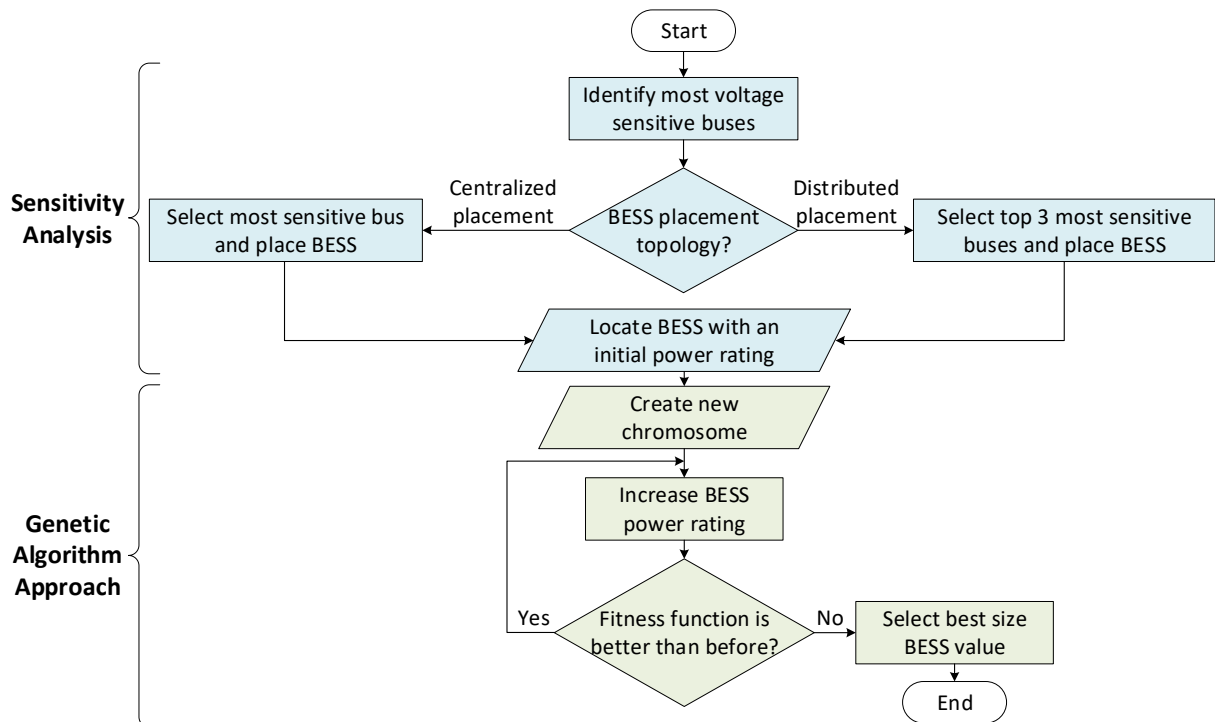 Start
Identify most voltage
sensitive buses
Sensitivity
Analysis
Centralized
placement
BESS placement
topology?
Distributed
placement
Select most sensitive bus
and place BESS
Select top 3 most sensitive
buses and place BESS
Locate BESS with an
initial power rating
Genetic
Algorithm
Approach
Create new
chromosome
Increase BESS
power rating
Fitness function is
better than before?
Yes
No
Select best size
BESS value
End